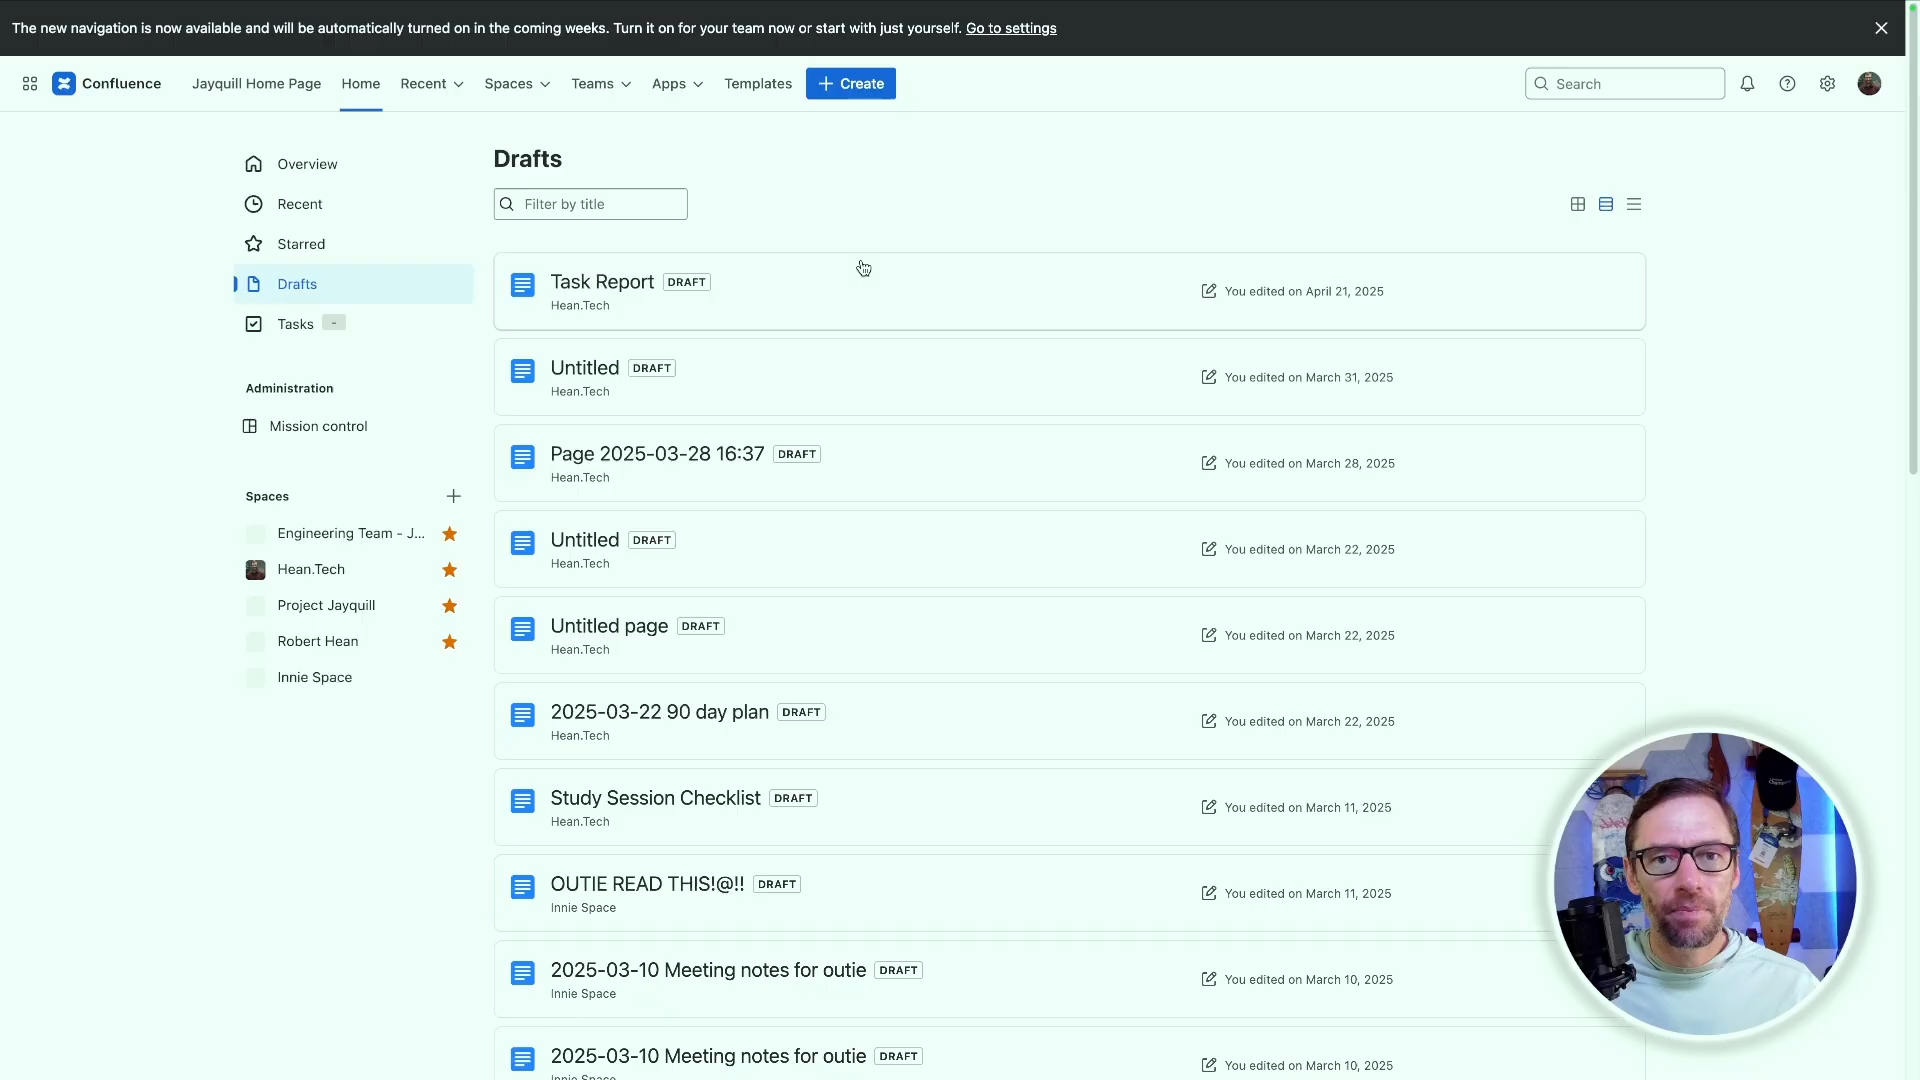 The new navigation is now available and will be automatically turned on in the coming weeks. Turn it on for your team now or start with just yourself. Go to settings
Confluence Jayquill Home Page Home Recent Spaces Teams Apps Templates Create Search
Overview
Recent
Starred
Drafts
Tasks -
Administration
Mission control
Spaces
Engineering Team - J...
Hean.Tech
Project Jayquill
Robert Hean
Innie Space
Drafts
Filter by title
Task Report DRAFT
Hean.Tech
You edited on April 21, 2025
Untitled DRAFT
Hean.Tech
You edited on March 31, 2025
Page 2025-03-28 16:37 DRAFT
Hean.Tech
You edited on March 28, 2025
Untitled DRAFT
Hean.Tech
You edited on March 22, 2025
Untitled page DRAFT
Hean.Tech
You edited on March 22, 2025
2025-03-22 90 day plan DRAFT
Hean.Tech
You edited on March 22, 2025
Study Session Checklist DRAFT
Hean.Tech
You edited on March 11, 2025
OUTIE READ THIS!@!! DRAFT
Innie Space
You edited on March 11, 2025
2025-03-10 Meeting notes for outie DRAFT
Innie Space
You edited on March 10, 2025
2025-03-10 Meeting notes for outie DRAFT
Innie Space
You edited on March 10, 2025